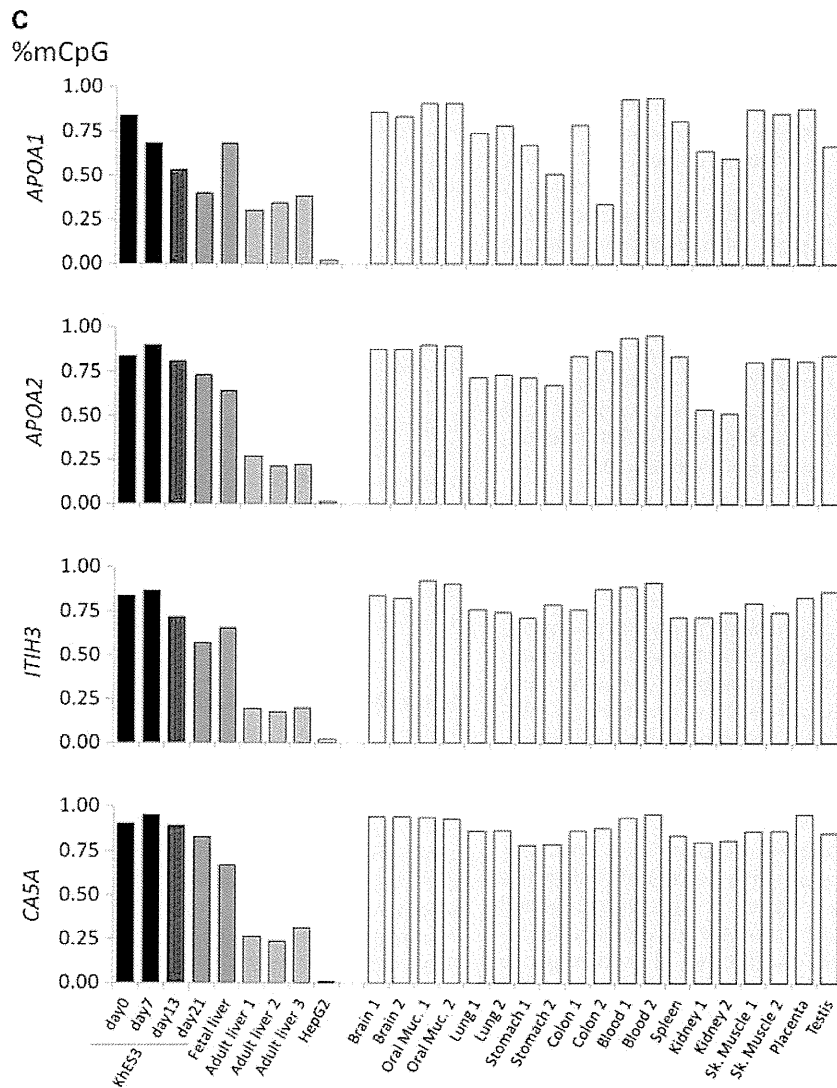 C
%mCpG
APOA1
1.00
0.75
0.50
0.25
0.00
APOA2
1.00
0.75
0.50
0.25
0.00
ITIH3
1.00
0.75
0.50
0.25
0.00
CA5A
1.00
0.75
0.50
0.25
0.00
day0
day7
day13
day21
Fetal liver
Adult liver 1
Adult liver 2
Adult liver 3
HepG2
Brain 1
Brain 2
Oral Muc. 1
Oral Muc. 2
Lung 1
Lung 2
Stomach 1
Stomach 2
Colon 1
Colon 2
Blood 1
Blood 2
Spleen
Kidney 1
Kidney 2
Sk. Muscle 1
Sk. Muscle 2
Placenta
Testis
KhES3